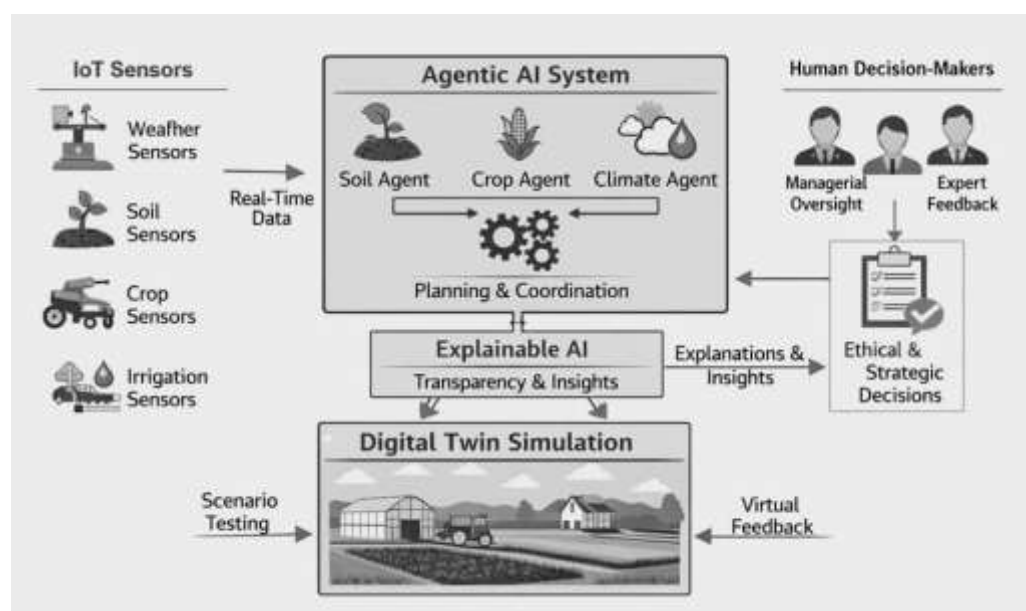 IoT Sensors
Weafher
Sensors
Soil
Sensors
Crop
Sensors
Irrigation
Sensors
Real-Time
Data
Agentic AI System
Soil Agent
Crop Agent
Climate Agent
Planning & Coordination
Human Decision-Makers
Managerial
Oversight
Expert
Feedback
Ethical &
Strategic
Decisions
Explainable AI
Transparency & Insights
Explanations &
Insights
Digital Twin Simulation
Scenario
Testing
Virtual
Feedback